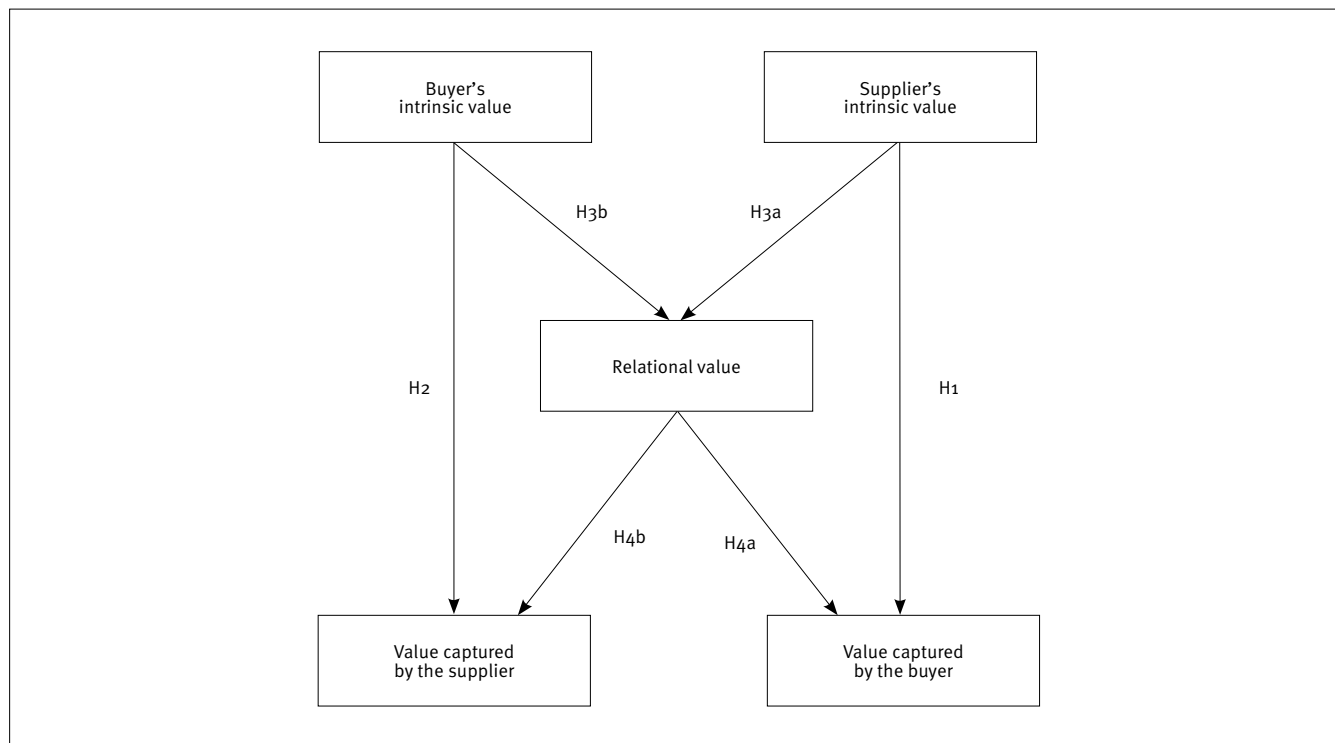 Buyer's
intrinsic value
Supplier's
intrinsic value
H3b
H3a
Relational value
H2
H1
H4b
H4a
Value captured
by the supplier
Value captured
by the buyer